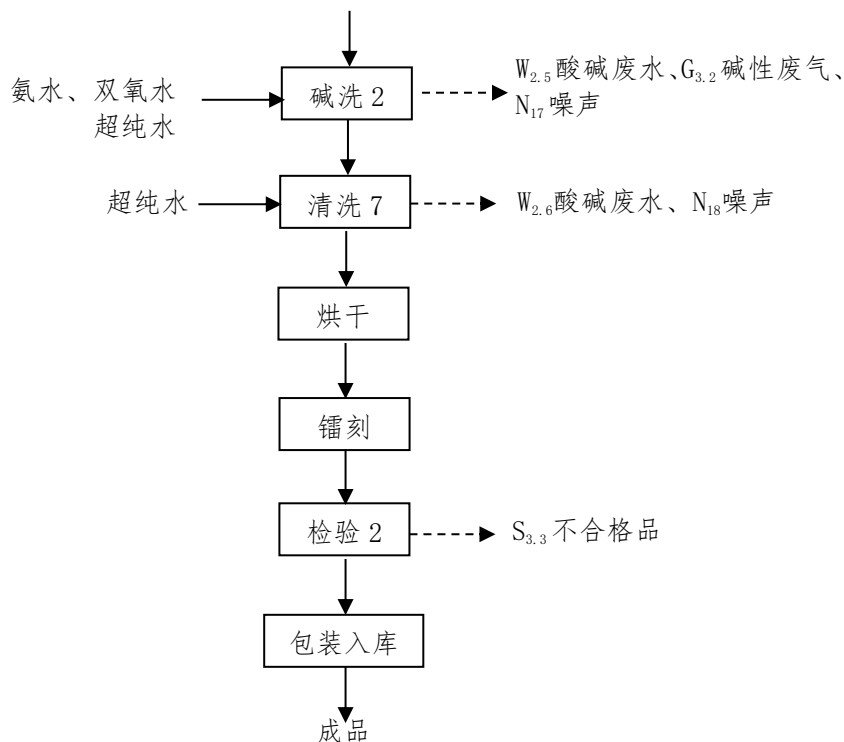 氨水、双氧水
超纯水
碱洗 2
W2.5 酸碱废水、G3.2 碱性废气、
N17 噪声
超纯水
清洗 7
W2.6酸碱废水、N18噪声
烘干
镭刻
检验 2
S3.3 不合格品
包装入库
成品